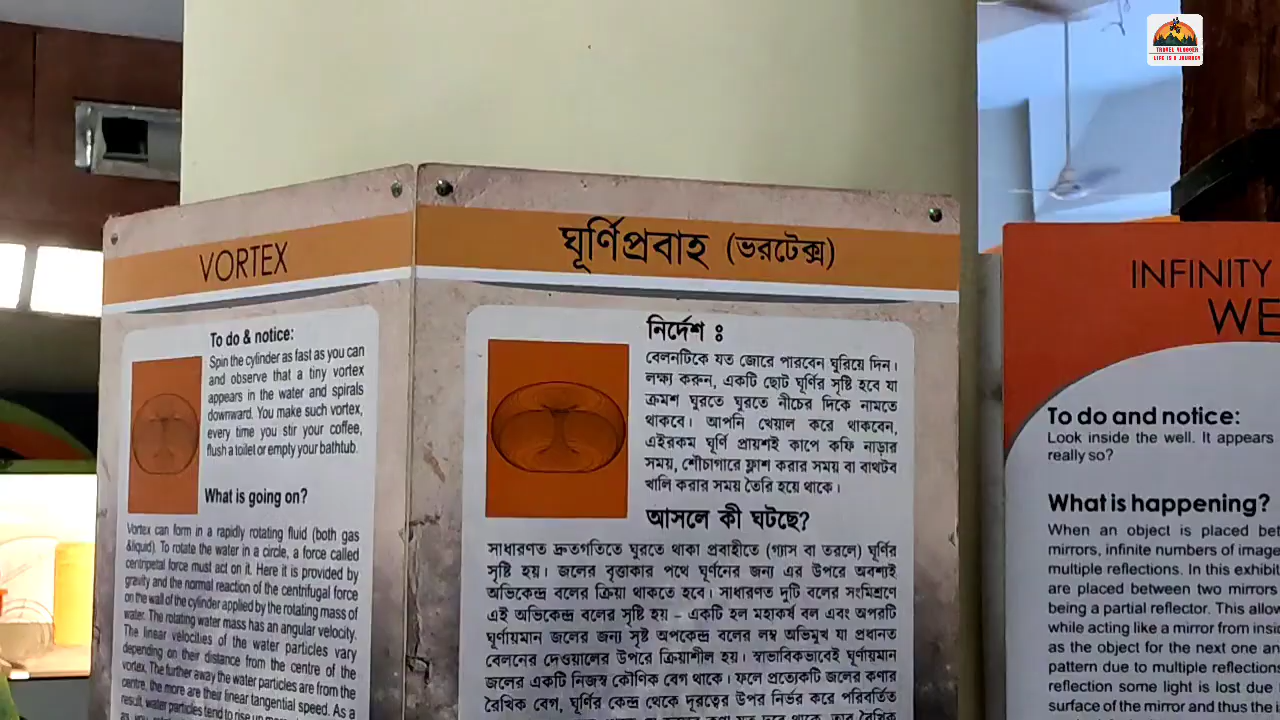 TRAVEL VLOGGER
LIFE IS A JOURNEY
VORTEX
To do & notice:
Spin the cylinder as fast as you can
and observe that a tiny vortex
appears in the water and spirals
downward. You make such vortex,
every time you stir your coffee,
flush a toilet or empty your bathtub.
What is going on?
Vortex can form in a rapidly rotating fluid (both gas
&liquid). To rotate the water in a circle, a force called
centripetal force must act on it. Here it is provided by
gravity and the normal reaction of the centrifugal force
on the wall of the cylinder applied by the rotating mass of
water. The rotating water mass has an angular velocity.
The linear velocities of the water particles vary
depending on their distance from the centre of the
vortex. The further away the water particles are from the
centre, the more are their linear tangential speed. As a
result, water particles tend to rise up
ঘূর্ণিপ্রবাহ (ভরটেক্স)
নির্দেশ :
বেলনটিকে যত জোরে পারবেন ঘুরিয়ে দিন।
লক্ষ্য করুন, একটি ছোট ঘূর্ণির সৃষ্টি হবে যা
ক্রমশ ঘুরতে ঘুরতে নীচের দিকে নামতে
থাকবে। আপনি খেয়াল করে থাকবেন,
এইরকম ঘূর্ণি প্রায়শই কাপে কফি নাড়ার
সময়, শৌচাগারে ফ্লাশ করার সময় বা বাথটব
খালি করার সময় তৈরি হয়ে থাকে।
আসলে কী ঘটছে?
সাধারণত দ্রুতগতিতে ঘুরতে থাকা প্রবাহীতে (গ্যাস বা তরলে) ঘূর্ণির
সৃষ্টি হয়। জলের বৃত্তাকার পথে ঘূর্ণনের জন্য এর উপরে অবশ্যই
অভিকেন্দ্র বলের ক্রিয়া থাকতে হবে। সাধারণত দুটি বলের সংমিশ্রণে
এই অভিকেন্দ্র বলের সৃষ্টি হয় – একটি হল মহাকর্ষ বল এবং অপরটি
ঘূর্ণায়মান জলের জন্য সৃষ্ট অপকেন্দ্র বলের লম্ব অভিমুখ যা প্রধানত
বেলনের দেওয়ালের উপরে ক্রিয়াশীল হয়। স্বাভাবিকভাবেই ঘূর্ণায়মান
জলের একটি নিজস্ব কৌণিক বেগ থাকে। ফলে প্রত্যেকটি জলের কণার
রৈখিক বেগ, ঘূর্ণির কেন্দ্র থেকে দূরত্বের উপর নির্ভর করে পরিবর্তিত
INFINITY
WE
To do and notice:
Look inside the well. It appears
really so?
What is happening?
When an object is placed be
mirrors, infinite numbers of image
multiple reflections. In this exhibit
are placed between two mirrors
being a partial reflector. This allow
while acting like a mirror from insi
as the object for the next one an
pattern due to multiple reflections
reflection some light is lost due
surface of the mirror and thus the i